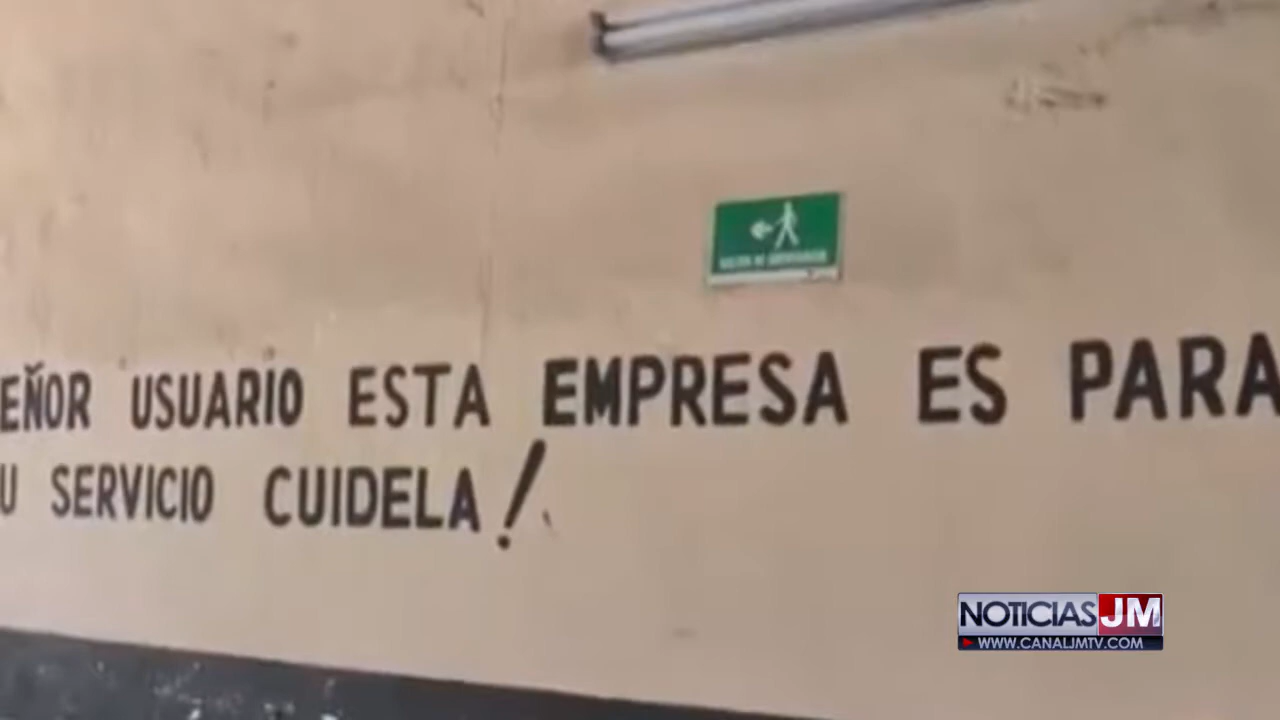 EÑOR USUARIO ESTA EMPRESA ES PARA
U SERVICIO CUIDELA!
NOTICIAS JM
WWW.CANALJMTV.COM